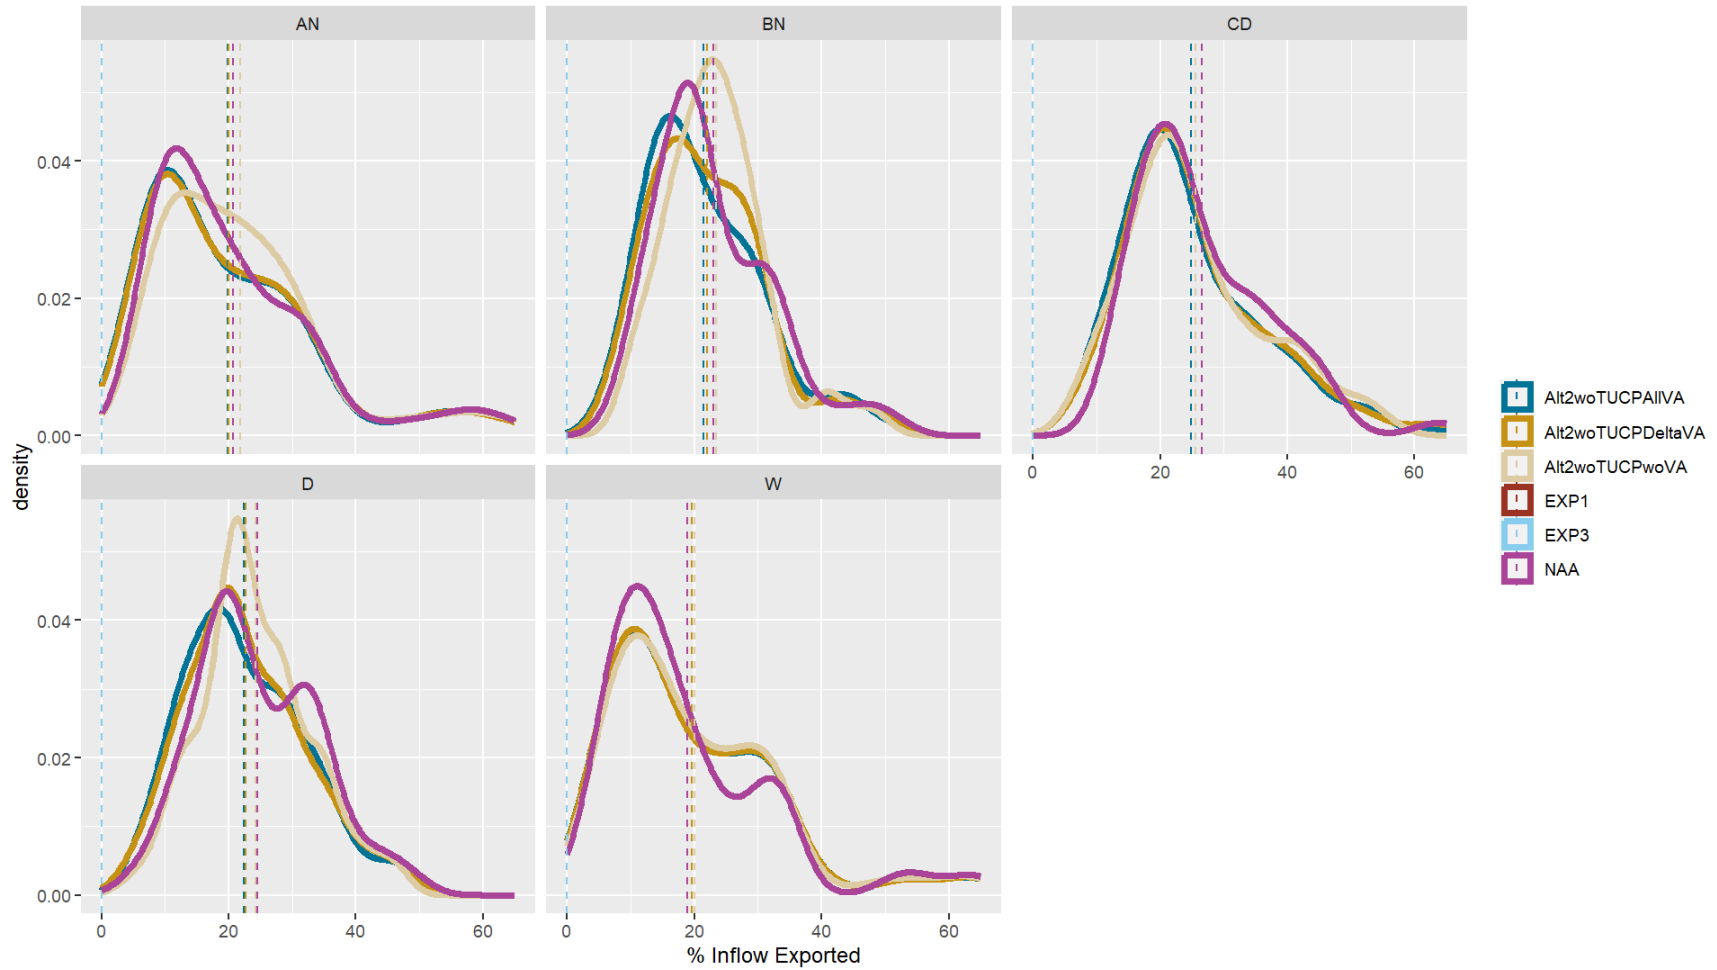 AN
BN
CD
0.04
0.02
0.00
0
20
40
60
D
W
0.04
0.02
0.00
0
20
40
60
0
20
40
60
density
% Inflow Exported
Alt2woTUCPAllVA
Alt2woTUCPDeltaVA
Alt2woTUCPwoVA
EXP1
EXP3
NAA